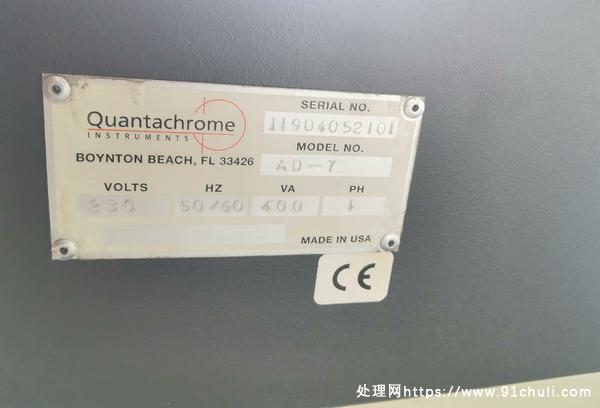 Quantachrome
INSTRUMENTS
BOYNTON BEACH, FL 33426
SERIAL NO.
11904052101
MODEL NO.
AD-7
VOLTS HZ VA PH
230 50/60 400 1
MADE IN USA
CE
处理网https://www.91chuli.com/